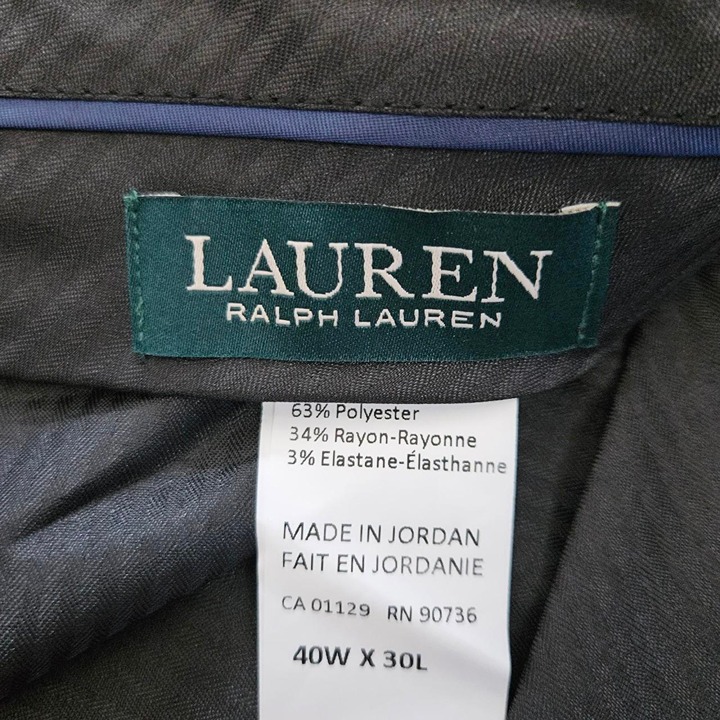 LAUREN
RALPH LAUREN
63% Polyester
34% Rayon-Rayonne
3% Elastane-Élasthanne
MADE IN JORDAN
FAIT EN JORDANIE
CA 01129 RN 90736
40W X 30L